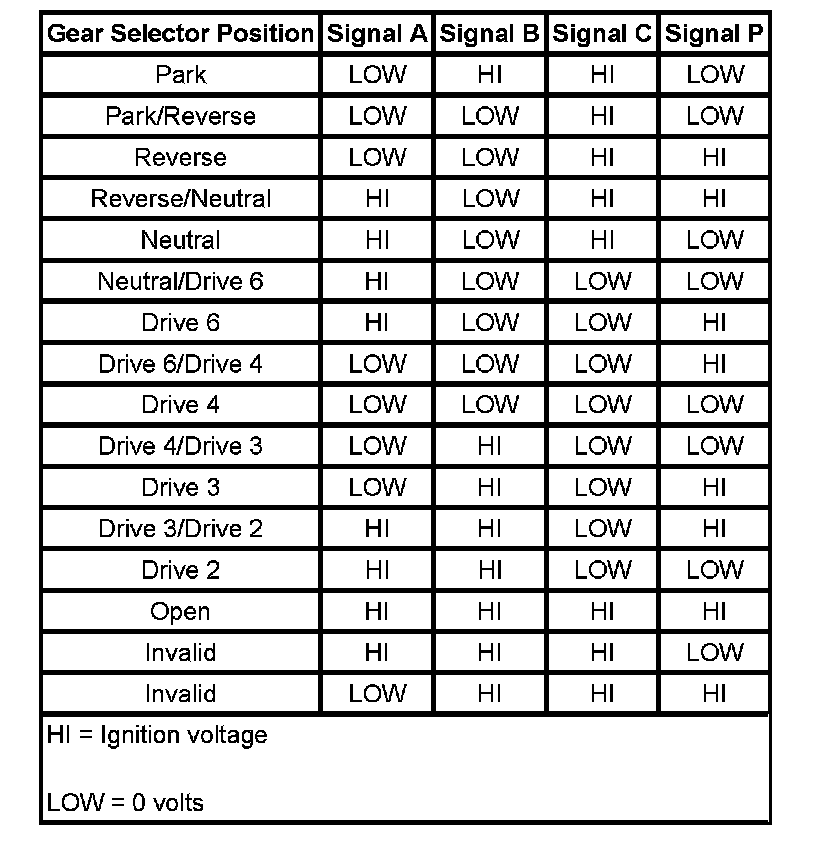 Gear Selector Position Signal A Signal B Signal C Signal P
Park LOW HI HI LOW
Park/Reverse LOW LOW HI LOW
Reverse LOW LOW HI HI
Reverse/Neutral HI LOW HI HI
Neutral HI LOW HI LOW
Neutral/Drive 6 HI LOW LOW LOW
Drive 6 HI LOW LOW HI
Drive 6/Drive 4 LOW LOW LOW HI
Drive 4 LOW LOW LOW LOW
Drive 4/Drive 3 LOW HI LOW LOW
Drive 3 LOW HI LOW HI
Drive 3/Drive 2 HI HI LOW HI
Drive 2 HI HI LOW LOW
Open HI HI HI HI
Invalid HI HI HI LOW
Invalid LOW HI HI HI
HI = Ignition voltage
LOW = 0 volts